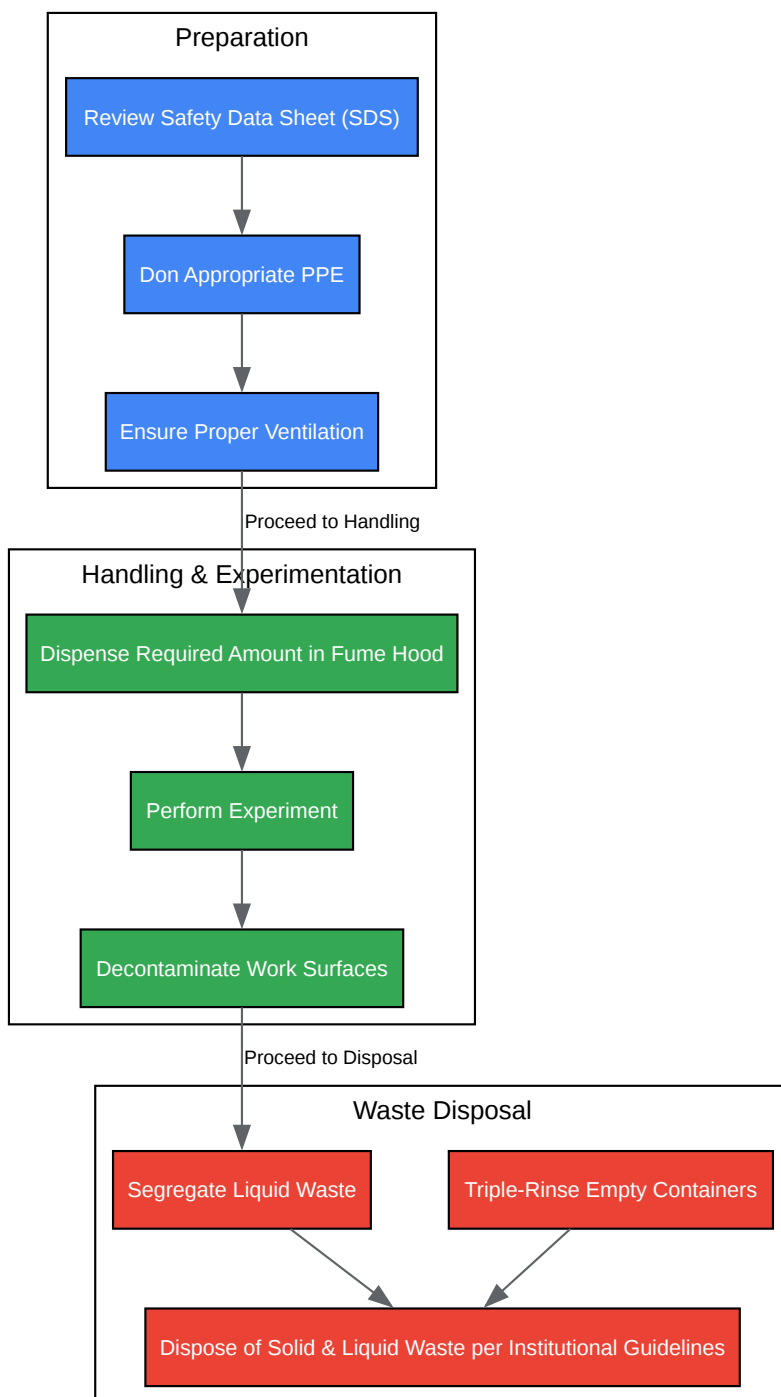 Preparation
Review Safety Data Sheet (SDS)
Don Appropriate PPE
Ensure Proper Ventilation
Proceed to Handling
Handling & Experimentation
Dispense Required Amount in Fume Hood
Perform Experiment
Decontaminate Work Surfaces
Proceed to Disposal
Waste Disposal
Segregate Liquid Waste
Triple-Rinse Empty Containers
Dispose of Solid & Liquid Waste per Institutional Guidelines